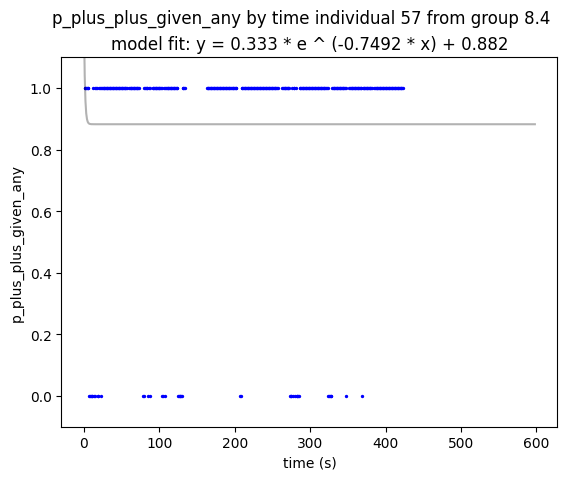 p_plus_plus_given_any by time individual 57 from group 8.4
model fit: y = 0.333 * e ^ (-0.7492 * x) + 0.882
1.0
0.8
0.6
0.4
0.2
0.0
p_plus_plus_given_any
0 100 200 300 400 500 600
time (s)